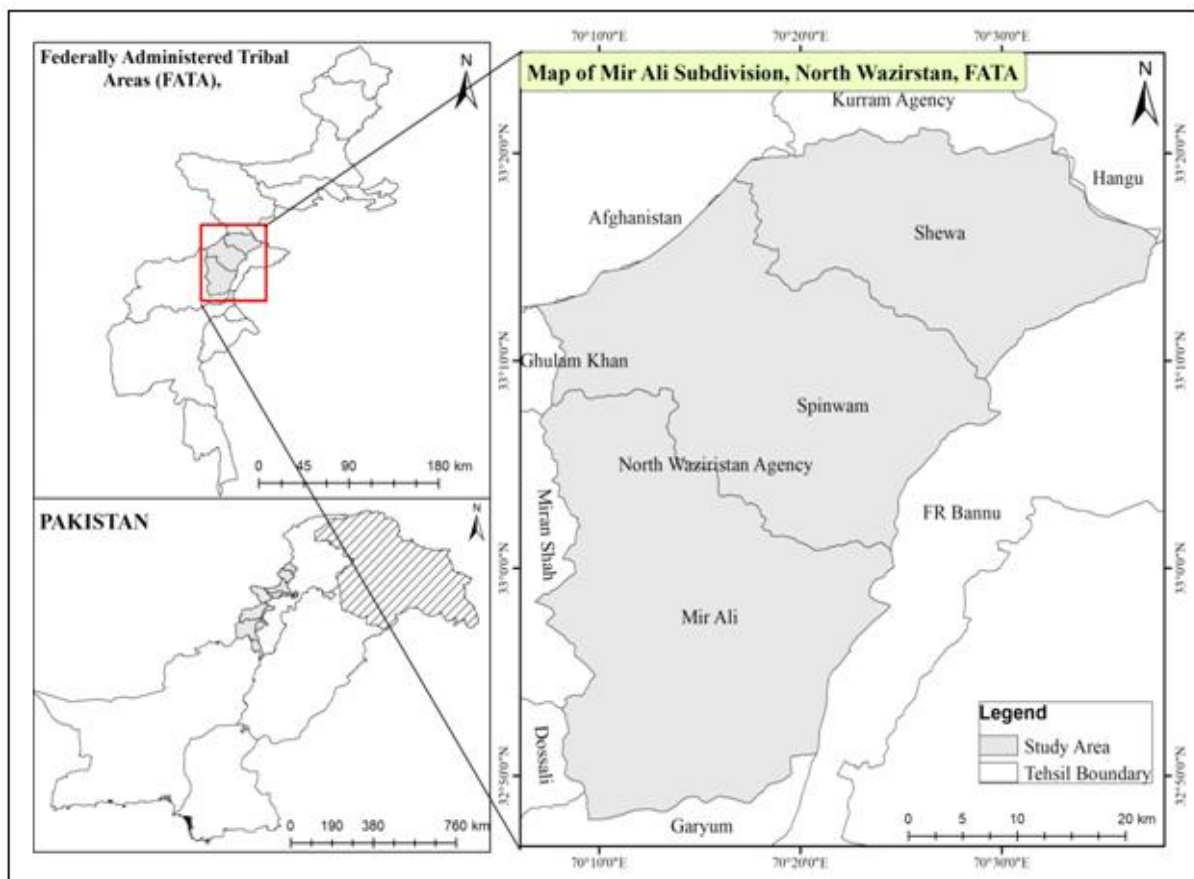 Federally Administered Tribal
Areas (FATA),
N
0 45 90 180 km
PAKISTAN
N
0 190 380 760 km
70°10'0"E 70°20'0"E 70°30'0"E
Map of Mir Ali Subdivision, North Wazirstan, FATA
N
Kurram Agency
33°20'0"N
33°20'0"N
Hangu
Afghanistan
Shewa
33°10'0"N
33°10'0"N
Ghulam Khan
Spinwam
North Waziristan Agency
Miran Shah
FR Bannu
33°0'0"N
33°0'0"N
Mir Ali
Legend
Study Area
Tehsil Boundary
Dossali
32°50'0"N
32°50'0"N
Garyum
0 5 10 20 km
70°10'0"E 70°20'0"E 70°30'0"E